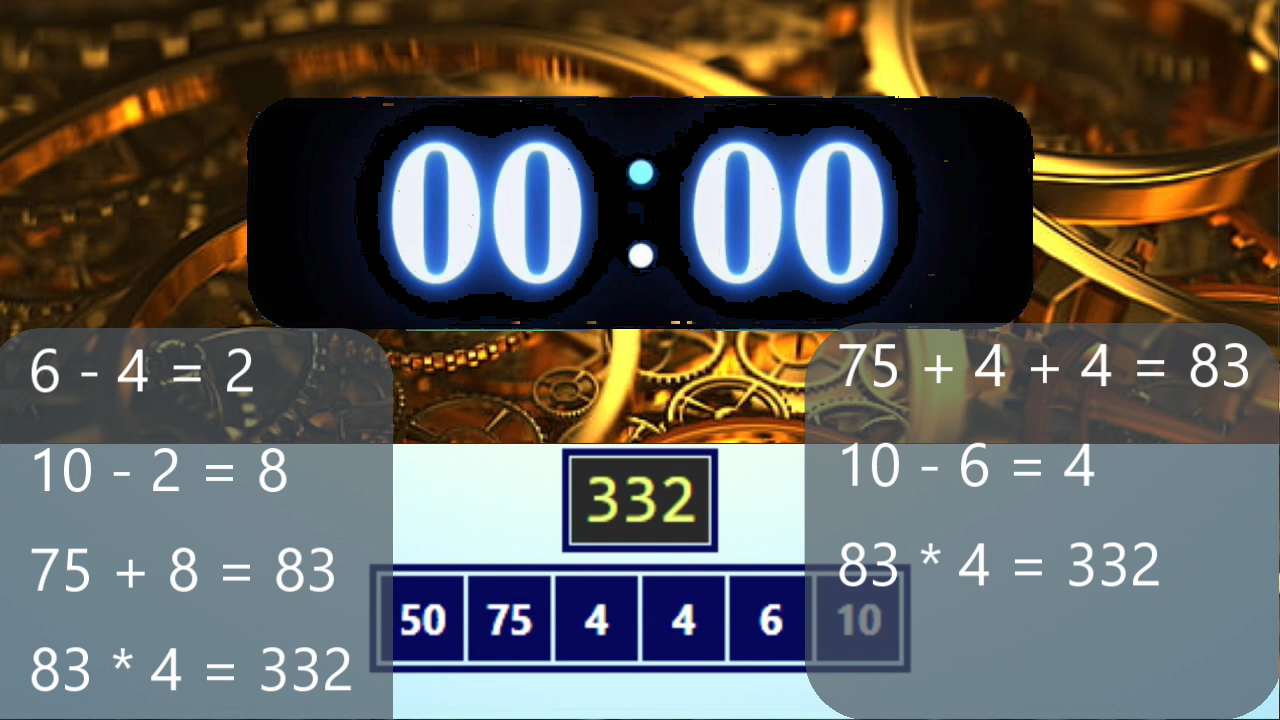 00:00
6 - 4 = 2
10 - 2 = 8
75 + 8 = 83
83 * 4 = 332
332
50 75 4 4 6 10
75 + 4 + 4 = 83
10 - 6 = 4
83 * 4 = 332